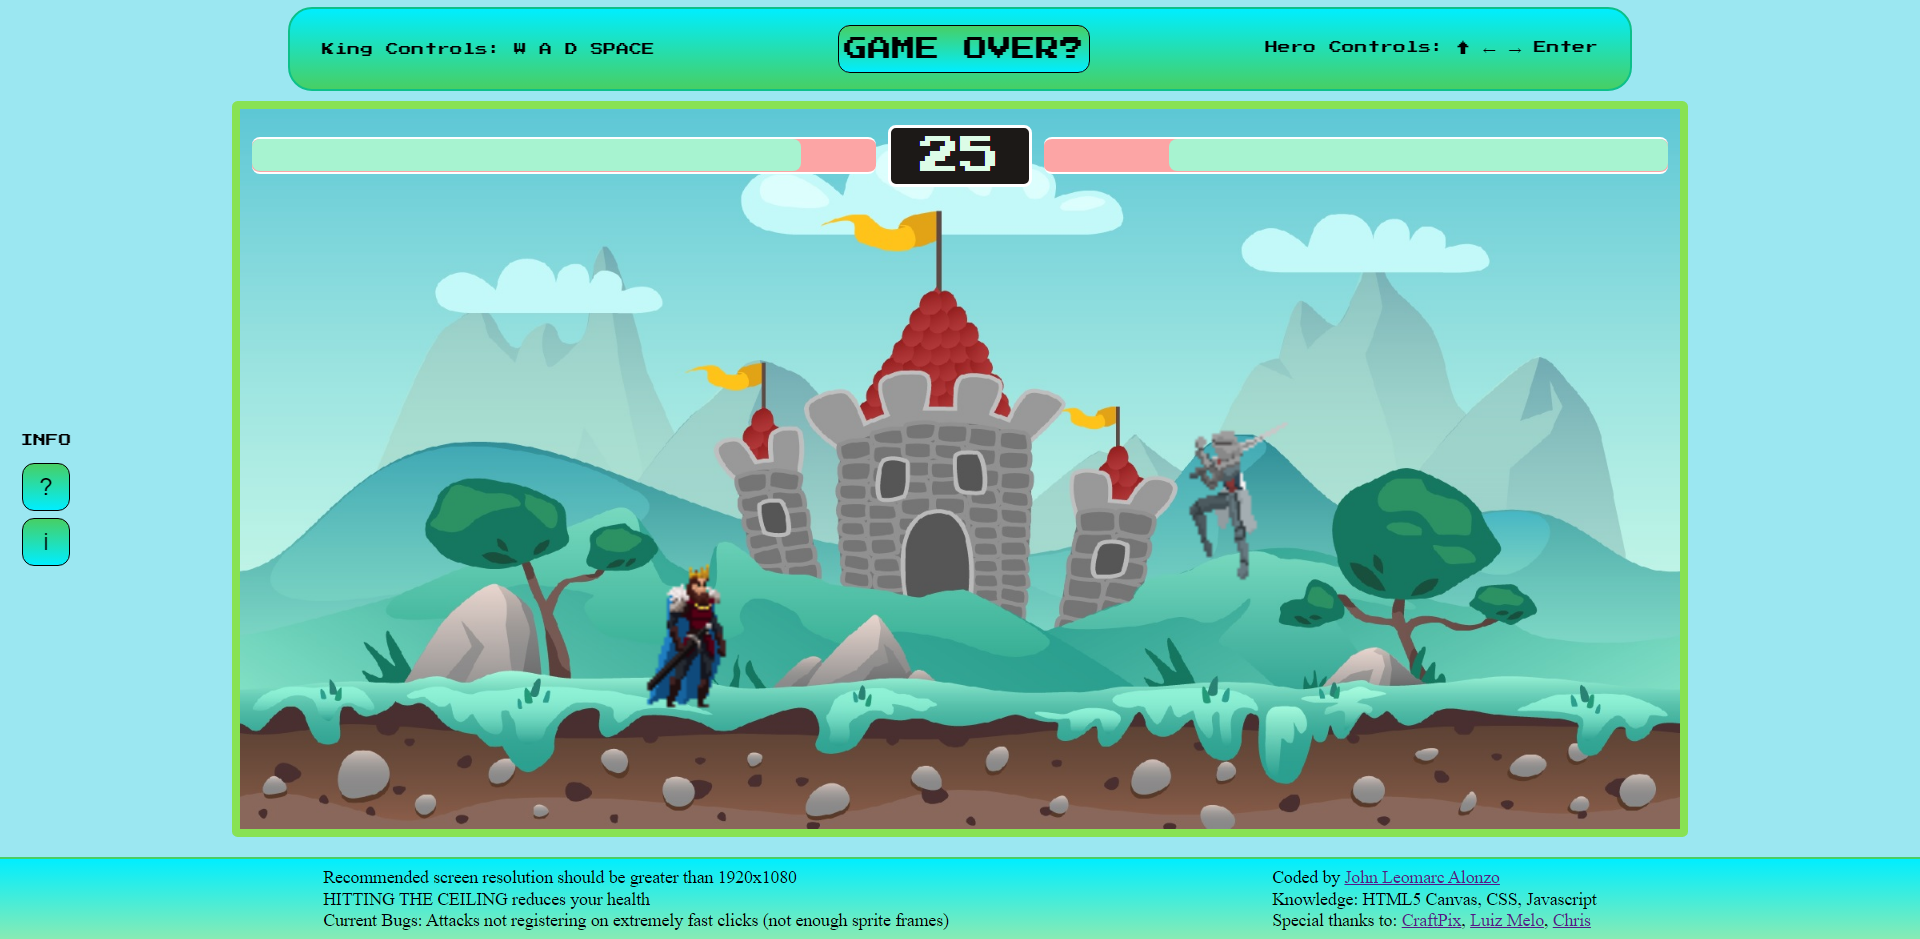 King Controls: W A D SPACE
GAME OVER?
Hero Controls: ⬆ ← → Enter
25
INFO
?
i
Recommended screen resolution should be greater than 1920x1080
HITTING THE CEILING reduces your health
Current Bugs: Attacks not registering on extremely fast clicks (not enough sprite frames)
Coded by John Leomarc Alonzo
Knowledge: HTML5 Canvas, CSS, Javascript
Special thanks to: CraftPix, Luiz Melo, Chris